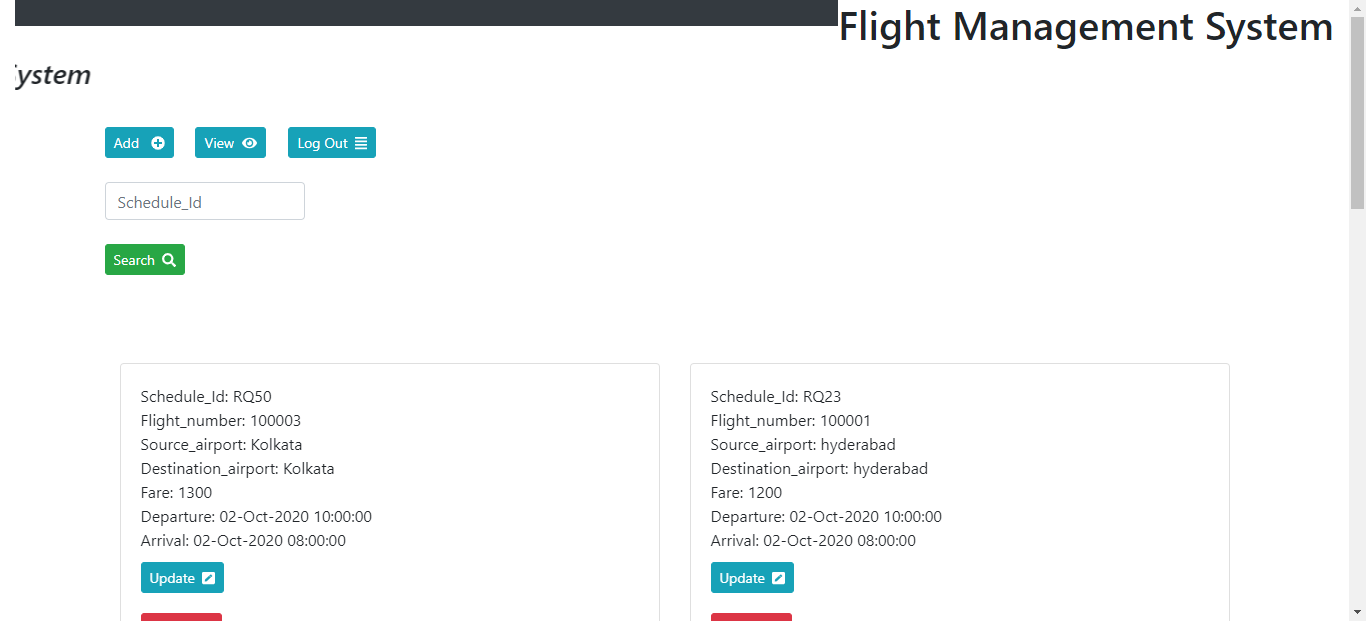 Flight Management System
ystem
Add
View
Log Out
Schedule_Id
Search
Schedule_Id: RQ50
Flight_number: 100003
Source_airport: Kolkata
Destination_airport: Kolkata
Fare: 1300
Departure: 02-Oct-2020 10:00:00
Arrival: 02-Oct-2020 08:00:00
Update
Schedule_Id: RQ23
Flight_number: 100001
Source_airport: hyderabad
Destination_airport: hyderabad
Fare: 1200
Departure: 02-Oct-2020 10:00:00
Arrival: 02-Oct-2020 08:00:00
Update